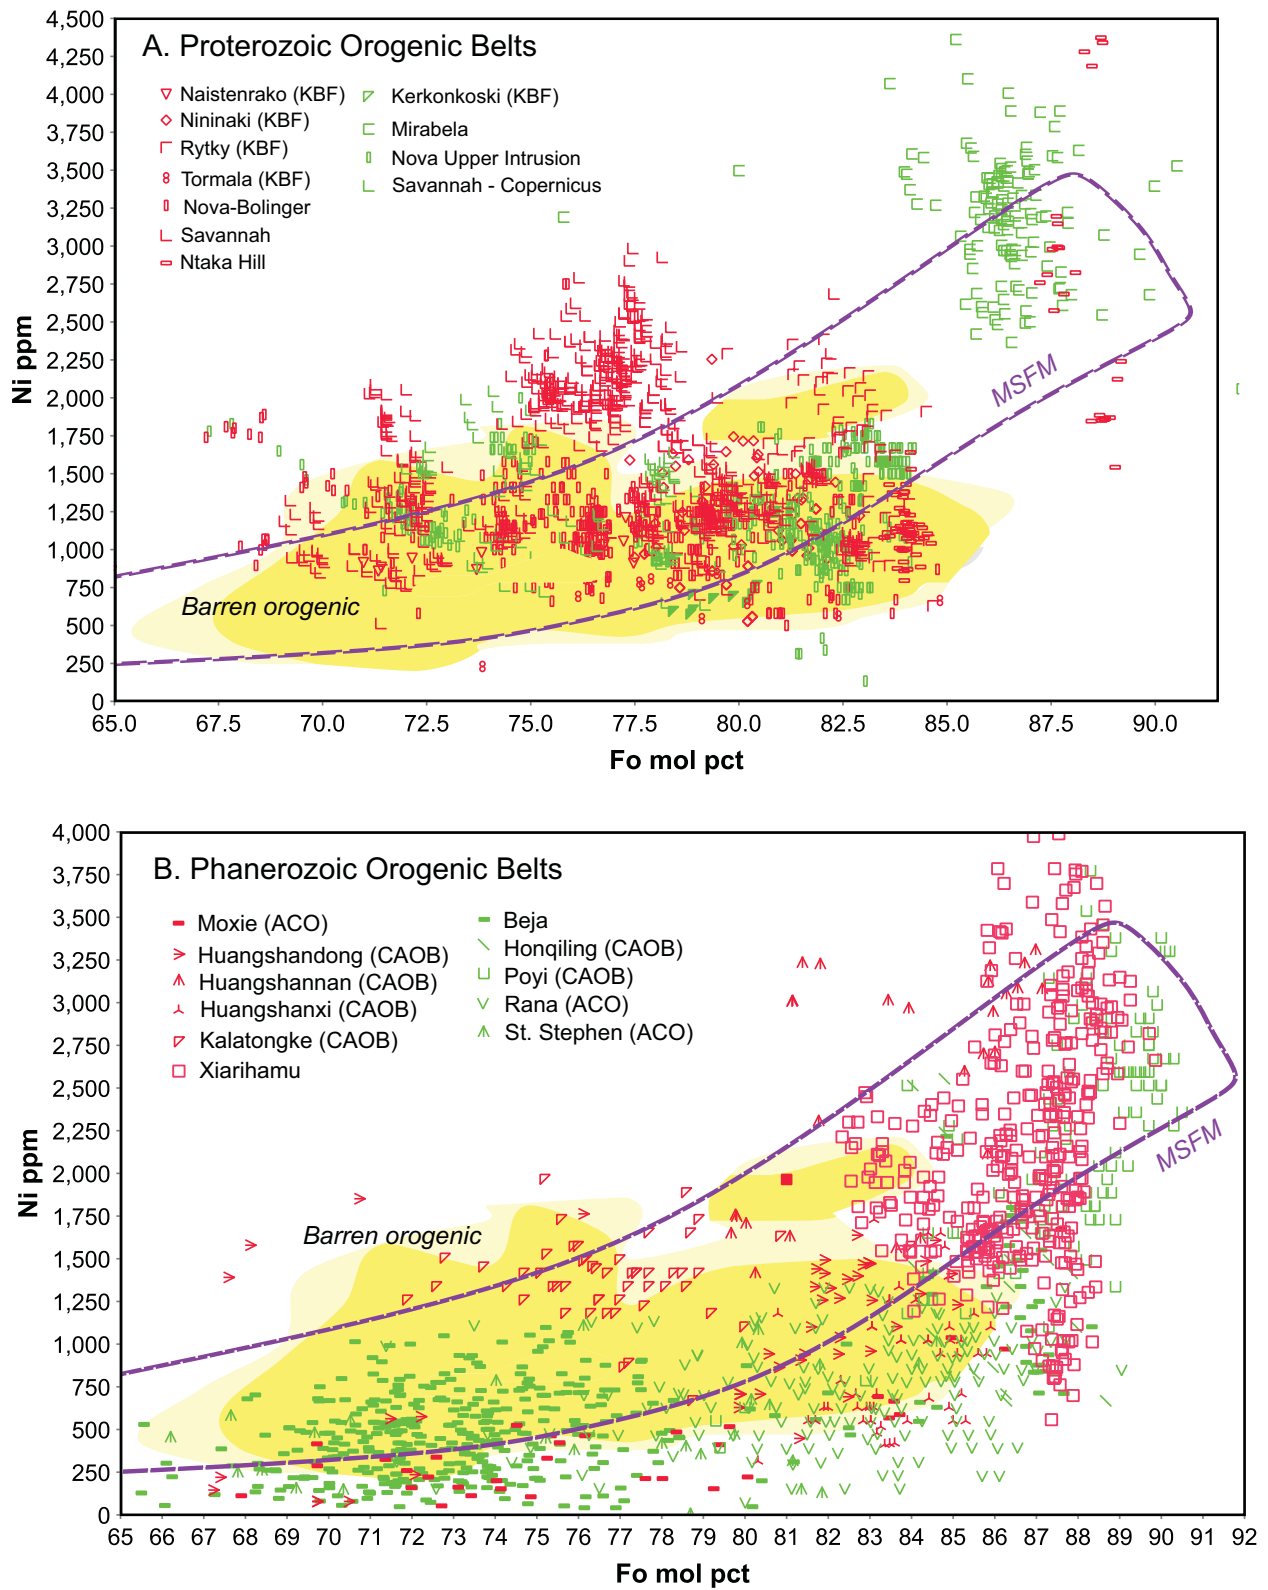 A. Proterozoic Orogenic Belts
Naistenrako (KBF)
Nininaki (KBF)
Rytky (KBF)
Tormala (KBF)
Nova-Bolinger
Savannah
Ntaka Hill
Kerkonkoski (KBF)
Mirabela
Nova Upper Intrusion
Savannah - Copernicus
4,500
4,250
4,000
3,750
3,500
3,250
3,000
2,750
2,500
2,250
2,000
1,750
1,500
1,250
1,000
750
500
250
0
Ni ppm
MSFM
Barren orogenic
65.0 67.5 70.0 72.5 75.0 77.5 80.0 82.5 85.0 87.5 90.0
Fo mol pct
B. Phanerozoic Orogenic Belts
Moxie (ACO)
Huangshandong (CAOB)
Huangshannan (CAOB)
Huangshanxi (CAOB)
Kalatongke (CAOB)
Xiarihamu
Beja
Honqiling (CAOB)
Poyi (CAOB)
Rana (ACO)
St. Stephen (ACO)
4,000
3,750
3,500
3,250
3,000
2,750
2,500
2,250
2,000
1,750
1,500
1,250
1,000
750
500
250
0
Ni ppm
MSFM
Barren orogenic
65 66 67 68 69 70 71 72 73 74 75 76 77 78 79 80 81 82 83 84 85 86 87 88 89 90 91 92
Fo mol pct